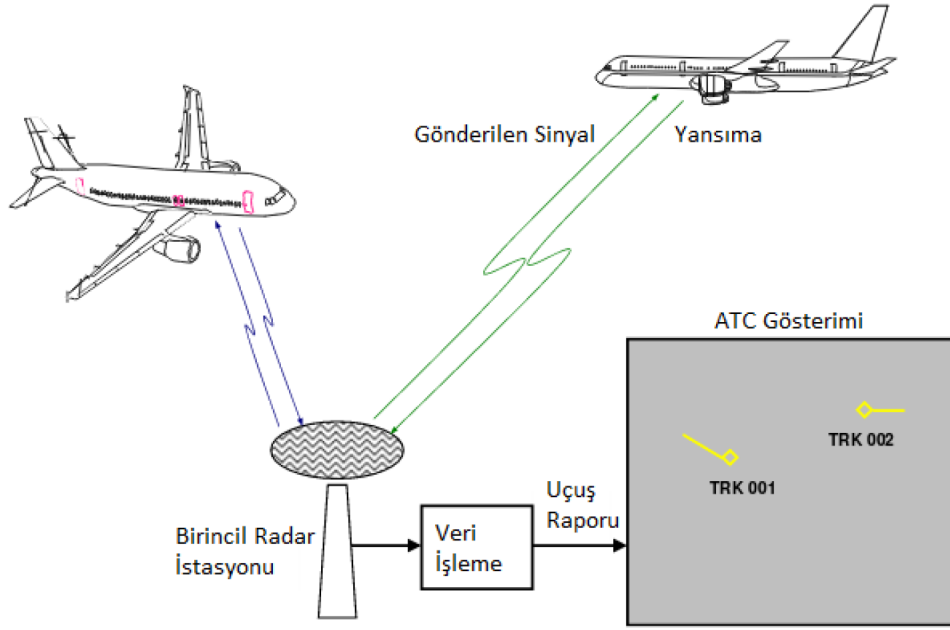 Gönderilen Sinyal
Yansıma
ATC Gösterimi
TRK 002
TRK 001
Birincil Radar
İstasyonu
Veri
İşleme
Uçuş
Raporu